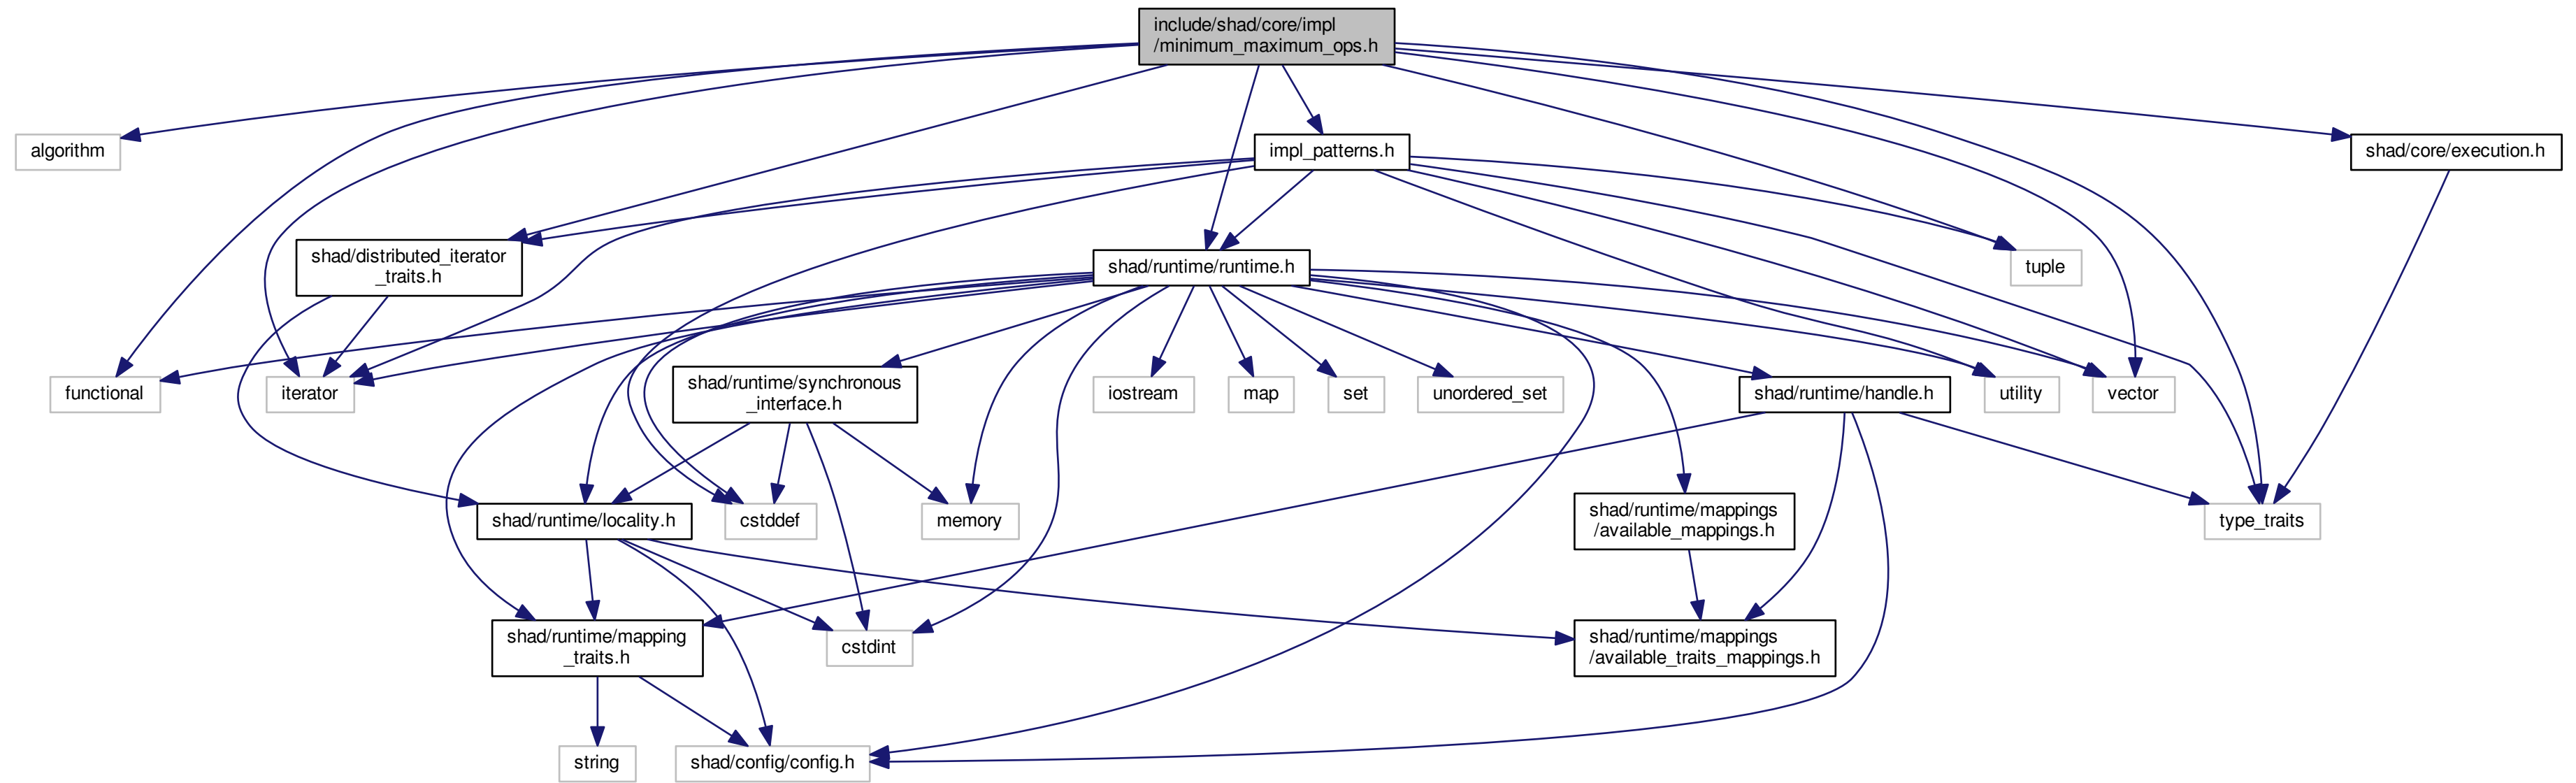 include/shad/core/impl
/minimum_maximum_ops.h
algorithm
impl_patterns.h
shad/core/execution.h
shad/distributed_iterator
_traits.h
shad/runtime/runtime.h
tuple
functional
iterator
shad/runtime/synchronous
_interface.h
iostream
map
set
unordered_set
shad/runtime/handle.h
utility
vector
shad/runtime/locality.h
cstddef
memory
shad/runtime/mappings
/available_mappings.h
type_traits
shad/runtime/mapping
_traits.h
cstdint
shad/runtime/mappings
/available_traits_mappings.h
string
shad/config/config.h